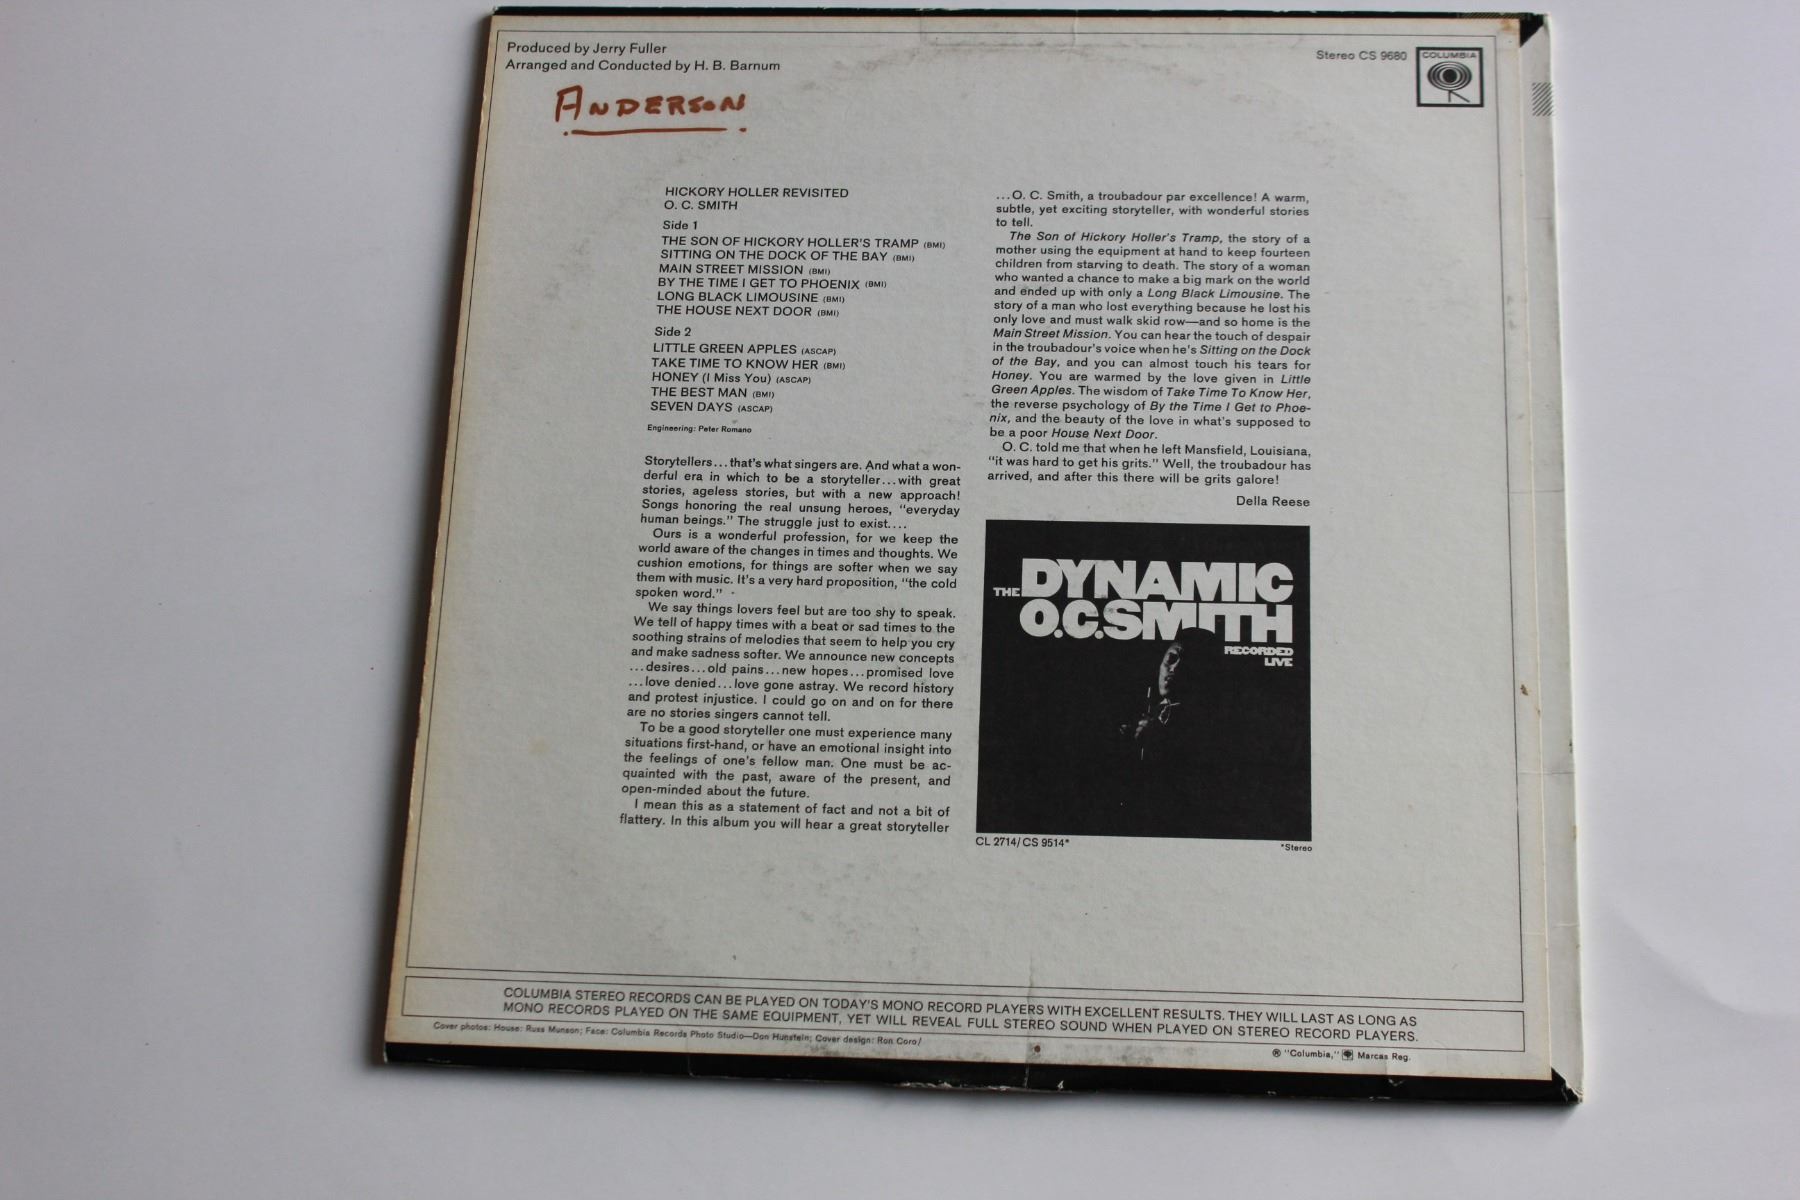 Produced by Jerry Fuller
Arranged and Conducted by H. B. Barnum
ANDERSON
Stereo CS 9680
COLUMBIA
HICKORY HOLLER REVISITED
O. C. SMITH
Side 1
THE SON OF HICKORY HOLLER'S TRAMP (BMI)
SITTING ON THE DOCK OF THE BAY (BMI)
MAIN STREET MISSION (BMI)
BY THE TIME I GET TO PHOENIX (BMI)
LONG BLACK LIMOUSINE (BMI)
THE HOUSE NEXT DOOR (BMI)
Side 2
LITTLE GREEN APPLES (ASCAP)
TAKE TIME TO KNOW HER (BMI)
HONEY (I Miss You) (ASCAP)
THE BEST MAN (BMI)
SEVEN DAYS (ASCAP)
Engineering: Peter Romano
Storytellers...that's what singers are. And what a won-
derful era in which to be a storyteller...with great
stories, ageless stories, but with a new approach!
Songs honoring the real unsung heroes, "everyday
human beings." The struggle just to exist....
Ours is a wonderful profession, for we keep the
world aware of the changes in times and thoughts. We
cushion emotions, for things are softer when we say
them with music. It's a very hard proposition, "the cold
spoken word."
We say things lovers feel but are too shy to speak.
We tell of happy times with a beat or sad times to the
soothing strains of melodies that seem to help you cry
and make sadness softer. We announce new concepts
...desires...old pains...new hopes...promised love
...love denied...love gone astray. We record history
and protest injustice. I could go on and on for there
are no stories singers cannot tell.
To be a good storyteller one must experience many
situations first-hand, or have an emotional insight into
the feelings of one's fellow man. One must be ac-
quainted with the past, aware of the present, and
open-minded about the future.
I mean this as a statement of fact and not a bit of
flattery. In this album you will hear a great storyteller
...O. C. Smith, a troubadour par excellence! A warm,
subtle, yet exciting storyteller, with wonderful stories
to tell.
The Son of Hickory Holler's Tramp, the story of a
mother using the equipment at hand to keep fourteen
children from starving to death. The story of a woman
who wanted a chance to make a big mark on the world
and ended up with only a Long Black Limousine. The
story of a man who lost everything because he lost his
only love and must walk skid row—and so home is the
Main Street Mission. You can hear the touch of despair
in the troubadour's voice when he's Sitting on the Dock
of the Bay, and you can almost touch his tears for
Honey. You are warmed by the love given in Little
Green Apples. The wisdom of Take Time To Know Her,
the reverse psychology of By the Time I Get to Phoe-
nix, and the beauty of the love in what's supposed to
be a poor House Next Door.
O. C. told me that when he left Mansfield, Louisiana,
"it was hard to get his grits." Well, the troubadour has
arrived, and after this there will be grits galore!
Della Reese
THE DYNAMIC
O.C. SMITH
RECORDED
LIVE
CL 2714/CS 9514*
*Stereo
COLUMBIA STEREO RECORDS CAN BE PLAYED ON TODAY'S MONO RECORD PLAYERS WITH EXCELLENT RESULTS. THEY WILL LAST AS LONG AS
MONO RECORDS PLAYED ON THE SAME EQUIPMENT, YET WILL REVEAL FULL STEREO SOUND WHEN PLAYED ON STEREO RECORD PLAYERS.
Cover photos: House: Russ Munson; Face: Columbia Records Photo Studio—Don Hunstein; Cover design: Ron Coro/
® "Columbia," Marcas Reg.